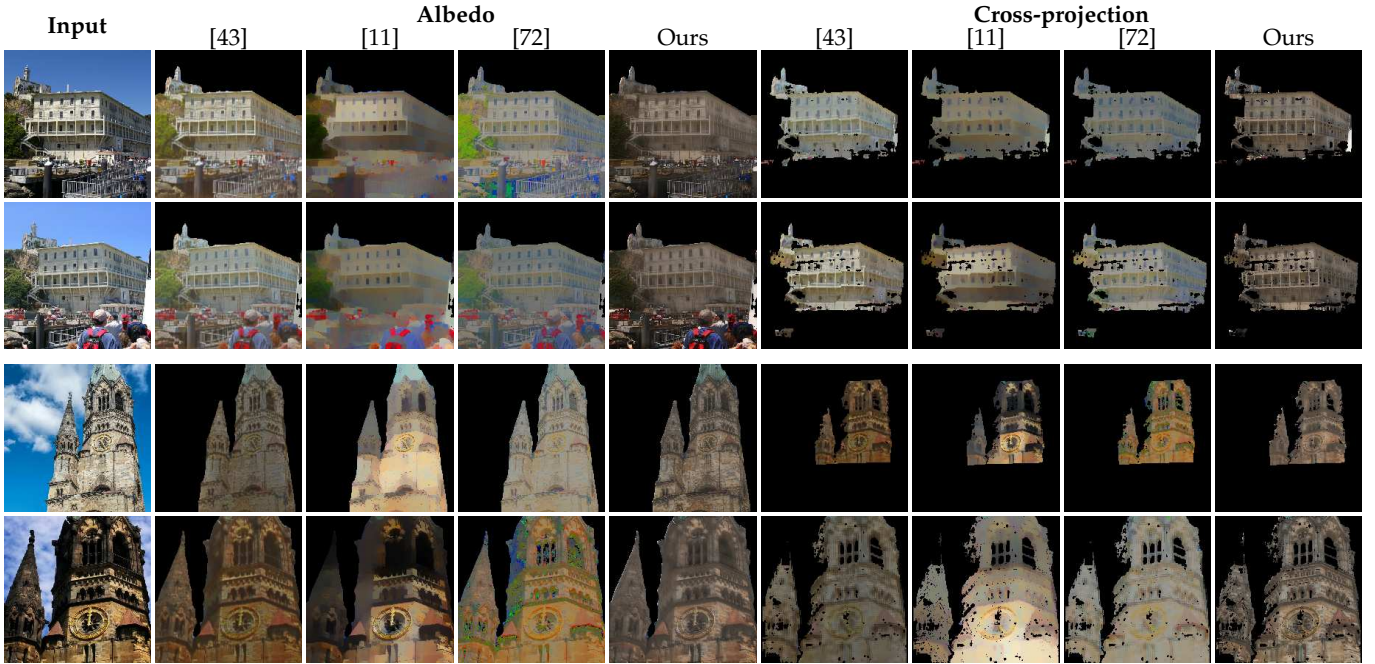 Input Albedo Cross-projection
[43] [11] [72] Ours [43] [11] [72] Ours